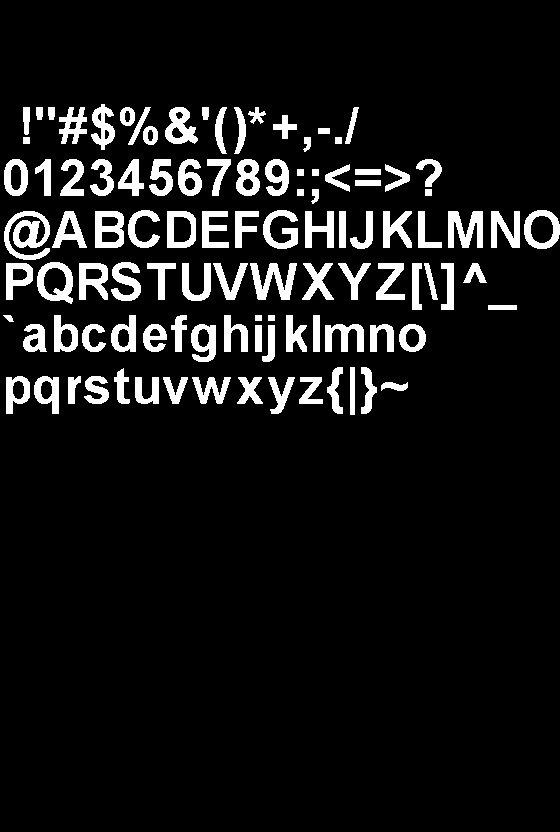 !"#$%&'()*+,-./
0123456789:;<=>?
@ABCDEFGHIJKLMNO
PQRSTUVWXYZ[\]^_
`abcdefghijklmno
pqrstuvwxyz{|}~